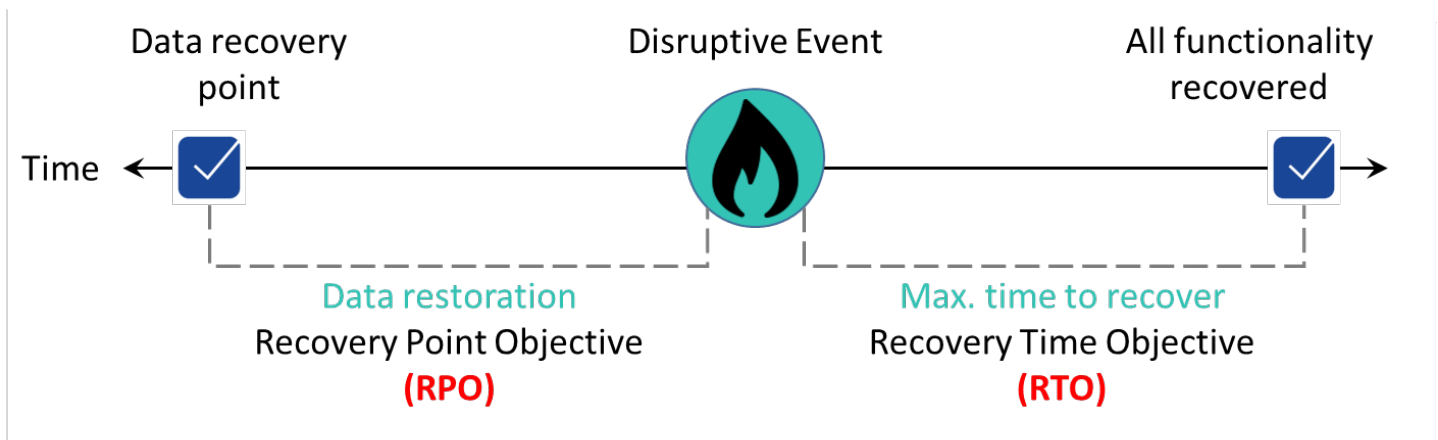 Data recovery
point
Disruptive Event
All functionality
recovered
Time
Data restoration
Recovery Point Objective
(RPO)
Max. time to recover
Recovery Time Objective
(RTO)